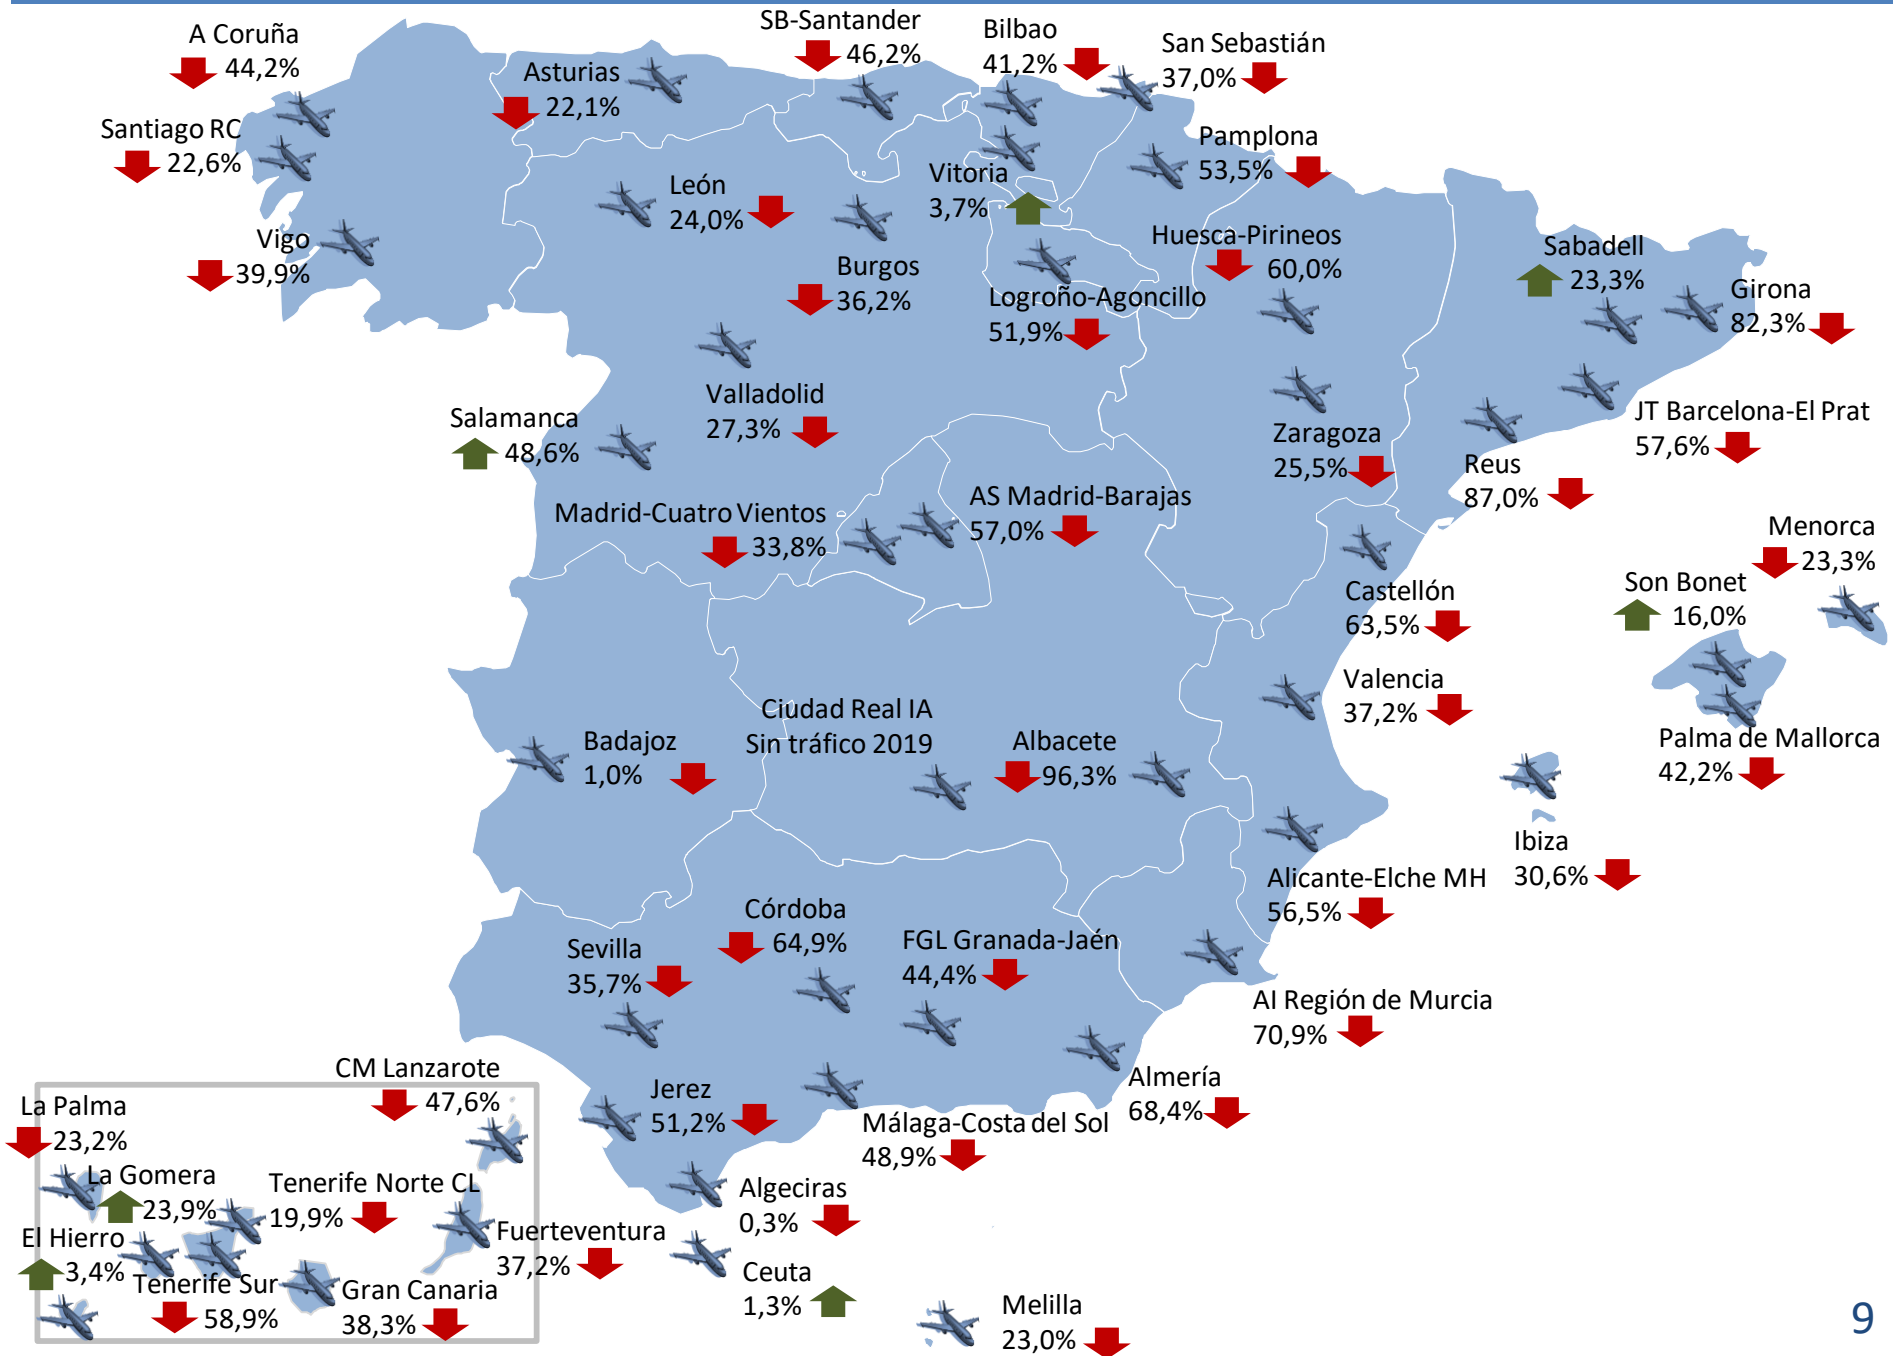 A Coruña
44,2%
SB-Santander
46,2%
Bilbao
41,2%
San Sebastián
37,0%
Asturias
22,1%
Santiago RC
22,6%
Pamplona
53,5%
Vitoria
3,7%
León
24,0%
Vigo
39,9%
Burgos
36,2%
Huesca-Pirineos
60,0%
Sabadell
23,3%
Girona
82,3%
Logroño-Agoncillo
51,9%
Valladolid
27,3%
Salamanca
48,6%
JT Barcelona-El Prat
57,6%
Zaragoza
25,5%
Reus
87,0%
Madrid-Cuatro Vientos
33,8%
AS Madrid-Barajas
57,0%
Menorca
23,3%
Son Bonet
16,0%
Castellón
63,5%
Valencia
37,2%
Ciudad Real IA
Sin tráfico 2019
Badajoz
1,0%
Albacete
96,3%
Palma de Mallorca
42,2%
Ibiza
30,6%
Alicante-Elche MH
56,5%
Córdoba
64,9%
Sevilla
35,7%
FGL Granada-Jaén
44,4%
AI Región de Murcia
70,9%
CM Lanzarote
47,6%
Almería
68,4%
Jerez
51,2%
La Palma
23,2%
Málaga-Costa del Sol
48,9%
La Gomera
23,9%
Tenerife Norte CL
19,9%
Algeciras
0,3%
Fuerteventura
37,2%
El Hierro
3,4%
Tenerife Sur
58,9%
Gran Canaria
38,3%
Ceuta
1,3%
Melilla
23,0%
9